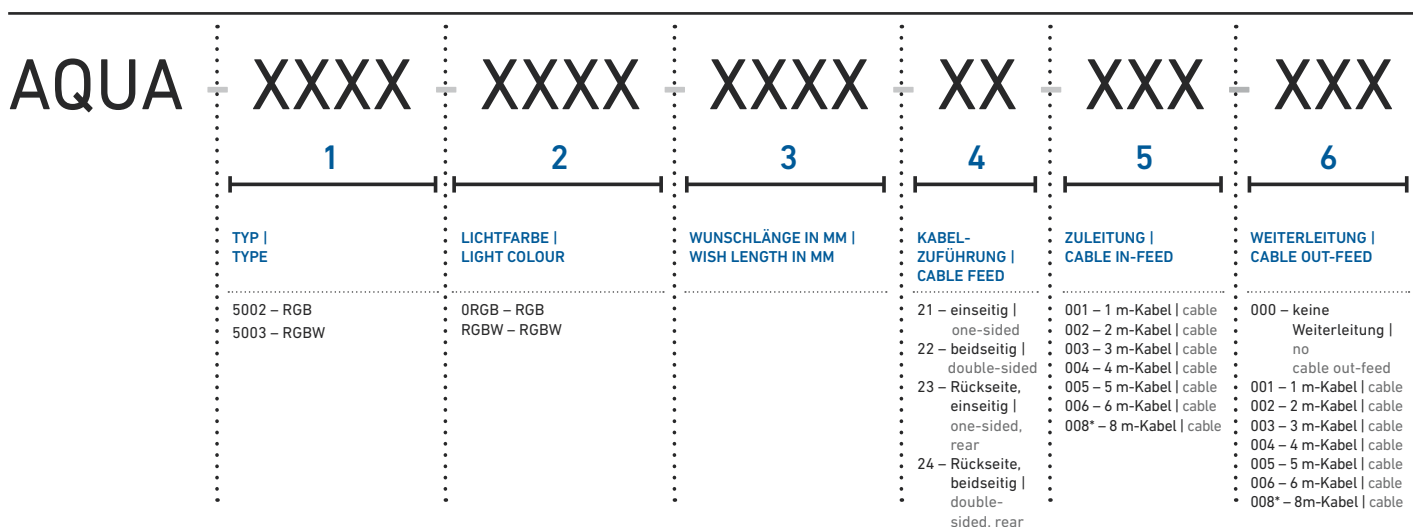 AQUA - XXXX - XXXX - XXXX - XX - XXX - XXX
1 2 3 4 5 6
TYP |
TYPE
5002 – RGB
5003 – RGBW
LICHTFARBE |
LIGHT COLOUR
0RGB – RGB
RGBW – RGBW
WUNSCHLÄNGE IN MM |
WISH LENGTH IN MM
KABEL-
ZUFÜHRUNG |
CABLE FEED
21 – einseitig |
one-sided
22 – beidseitig |
double-sided
23 – Rückseite,
einseitig |
one-sided,
rear
24 – Rückseite,
beidseitig |
double-
sided, rear
ZULEITUNG |
CABLE IN-FEED
001 – 1 m-Kabel | cable
002 – 2 m-Kabel | cable
003 – 3 m-Kabel | cable
004 – 4 m-Kabel | cable
005 – 5 m-Kabel | cable
006 – 6 m-Kabel | cable
008* – 8 m-Kabel | cable
WEITERLEITUNG |
CABLE OUT-FEED
000 – keine
Weiterleitung |
no
cable out-feed
001 – 1 m-Kabel | cable
002 – 2 m-Kabel | cable
003 – 3 m-Kabel | cable
004 – 4 m-Kabel | cable
005 – 5 m-Kabel | cable
006 – 6 m-Kabel | cable
008* – 8m-Kabel | cable